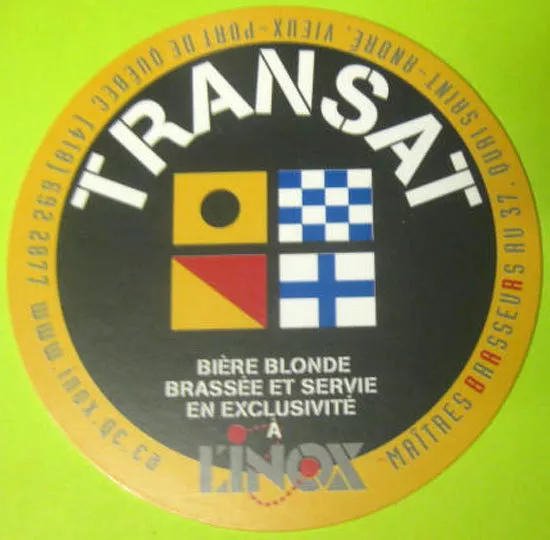 TRANSAT
BIÈRE BLONDE
BRASSÉE ET SERVIE
EN EXCLUSIVITÉ
À
L'INOX
MAÎTRES BRASSEURS AU 37, QUAI SAINT-ANDRÉ, VIEUX-PORT DE QUÉBEC (418) 692 2877 www.inox.qc.ca